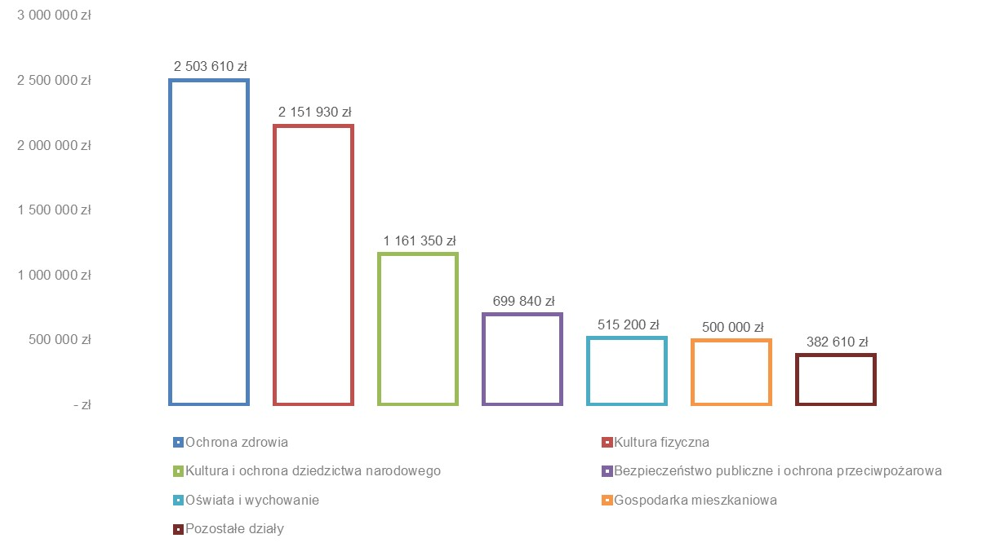 3 000 000 zł
2 500 000 zł
2 000 000 zł
1 500 000 zł
1 000 000 zł
500 000 zł
- zł
2 503 610 zł
2 151 930 zł
1 161 350 zł
699 840 zł
515 200 zł
500 000 zł
382 610 zł
Ochrona zdrowia
Kultura fizyczna
Kultura i ochrona dziedzictwa narodowego
Bezpieczeństwo publiczne i ochrona przeciwpożarowa
Oświata i wychowanie
Gospodarka mieszkaniowa
Pozostałe działy